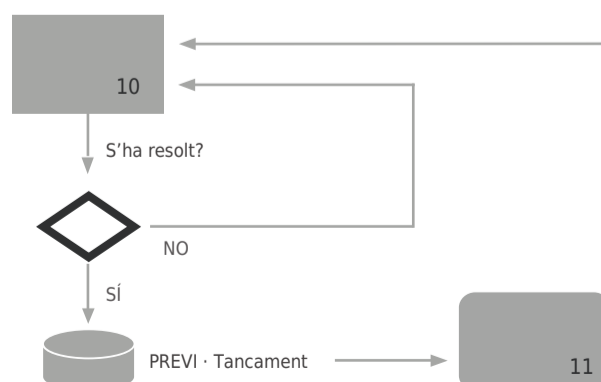 10
S’ha resolt?
NO
SÍ
PREVI · Tancament
11